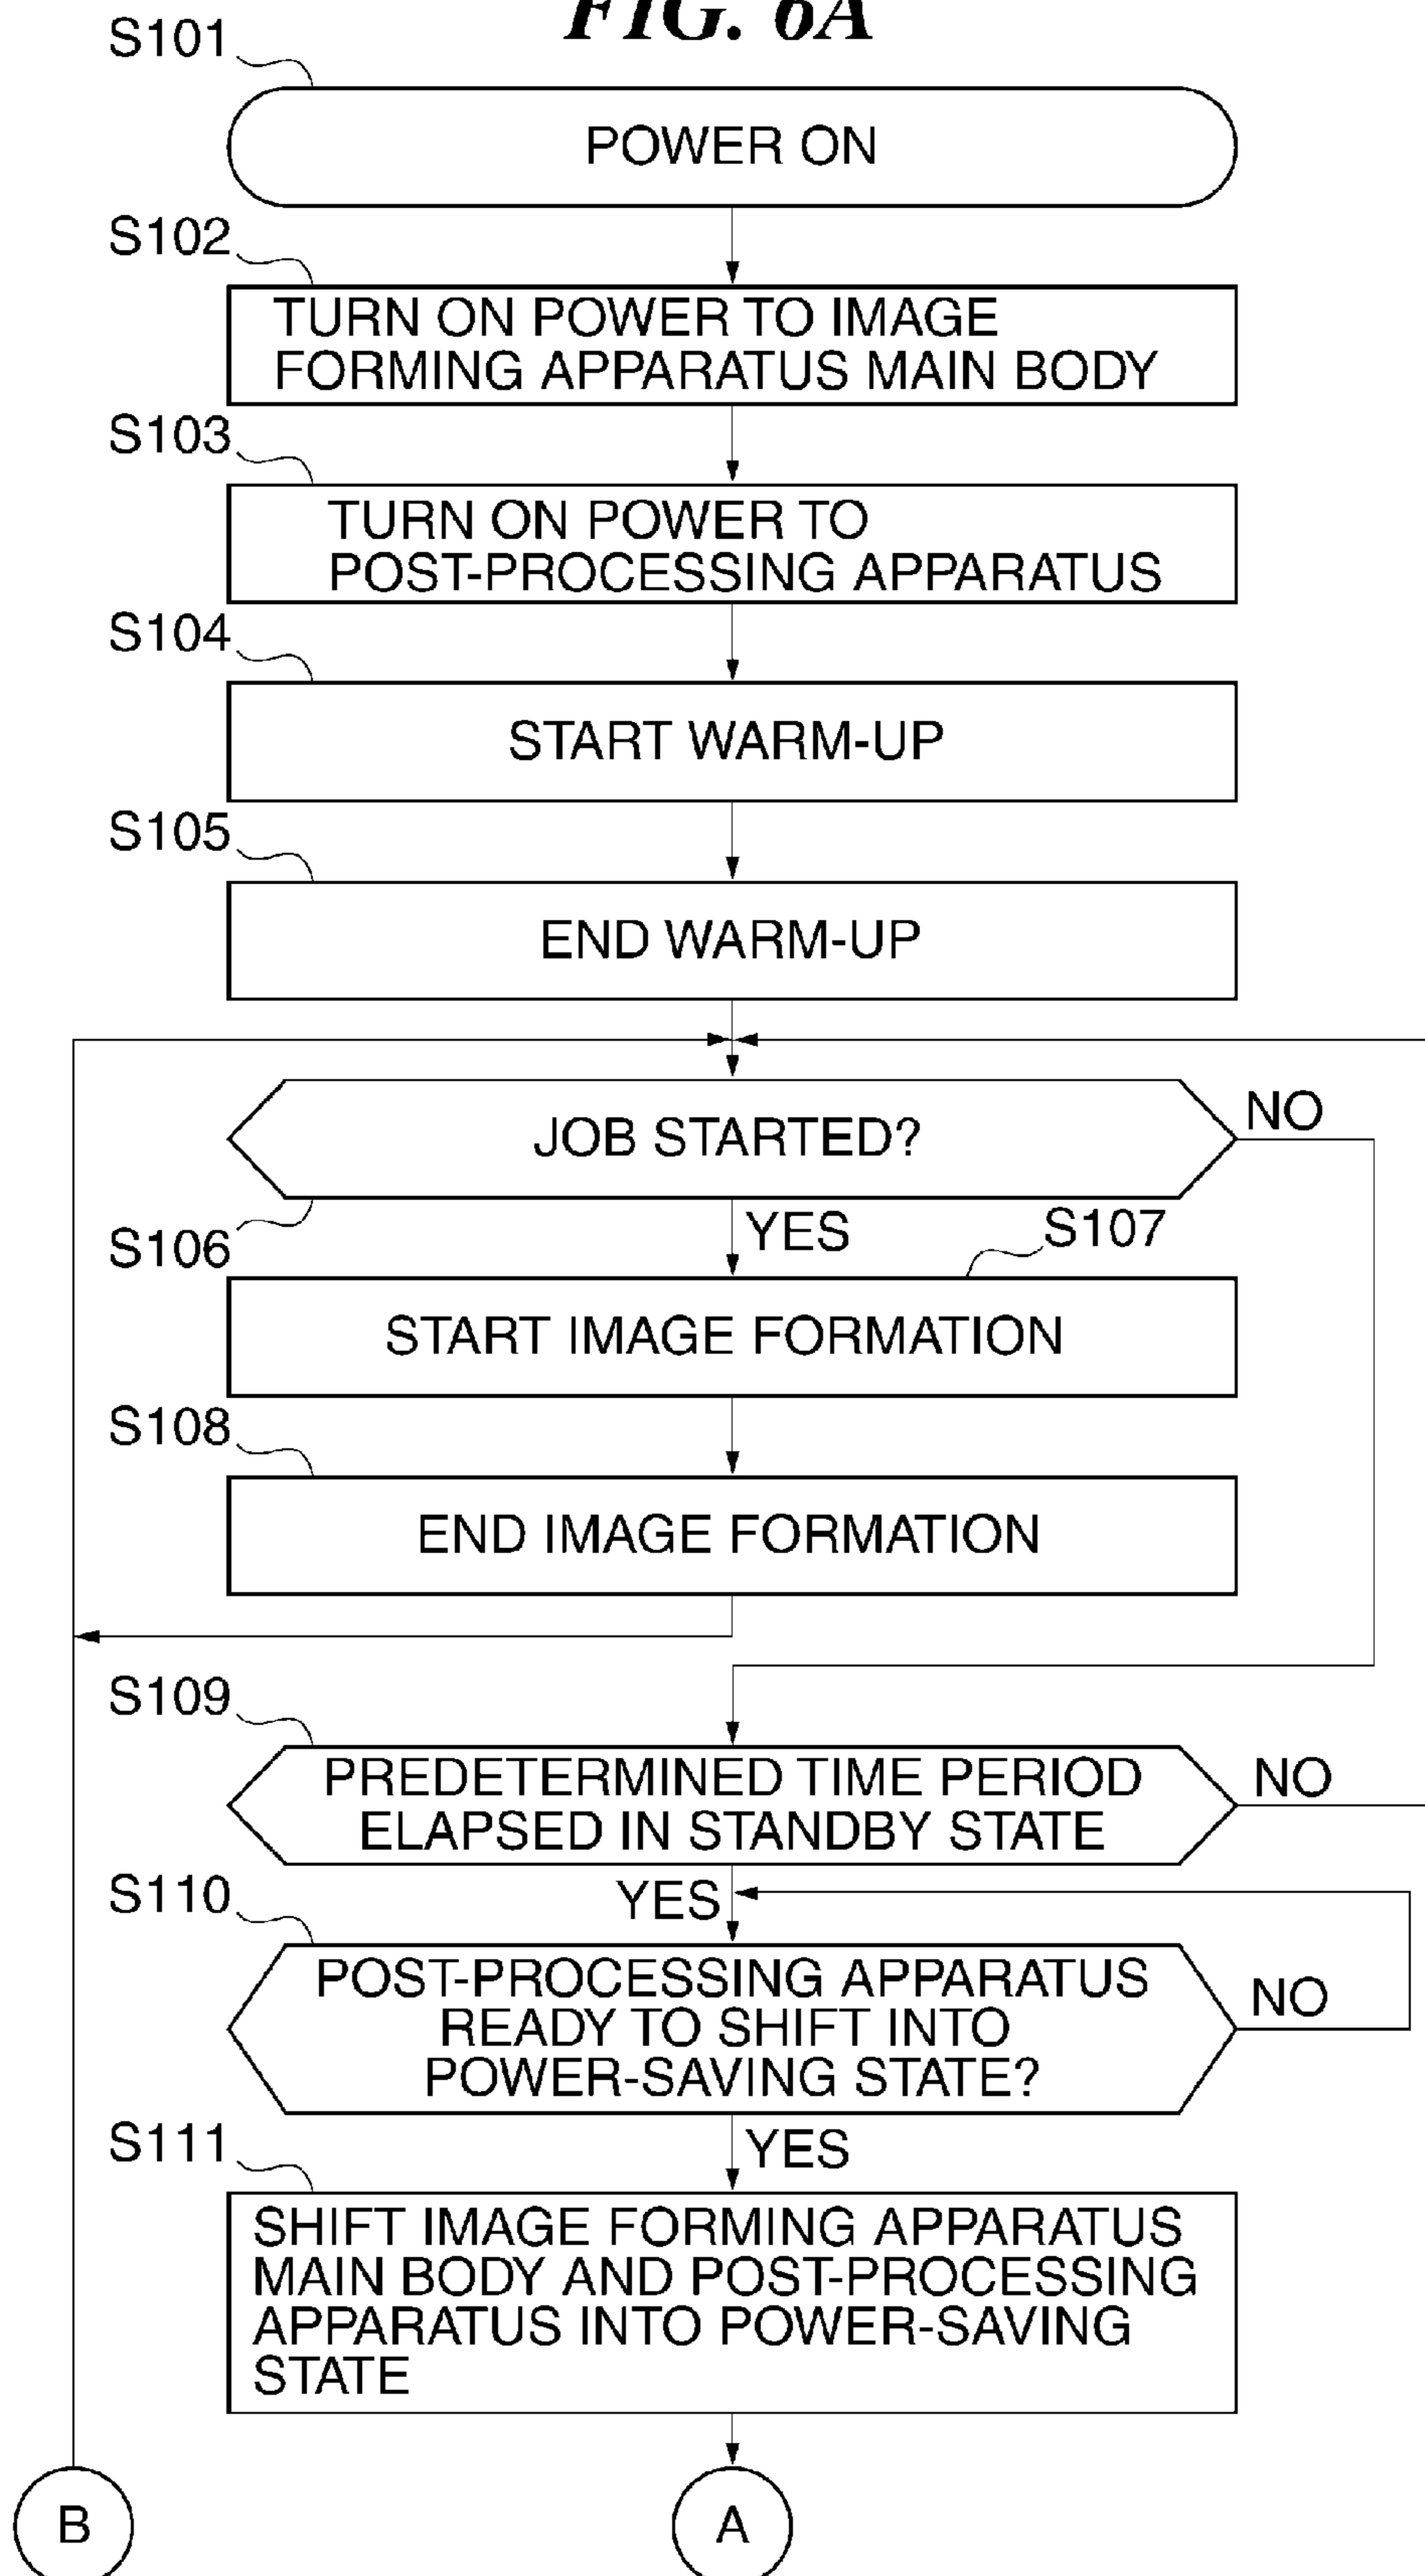 FIG. 6A
S101
POWER ON
S102
TURN ON POWER TO IMAGE
FORMING APPARATUS MAIN BODY
S103
TURN ON POWER TO
POST-PROCESSING APPARATUS
S104
START WARM-UP
S105
END WARM-UP
JOB STARTED?
NO
S106
YES
S107
START IMAGE FORMATION
S108
END IMAGE FORMATION
S109
PREDETERMINED TIME PERIOD
ELAPSED IN STANDBY STATE
NO
YES
S110
POST-PROCESSING APPARATUS
READY TO SHIFT INTO
POWER-SAVING STATE?
NO
YES
S111
SHIFT IMAGE FORMING APPARATUS
MAIN BODY AND POST-PROCESSING
APPARATUS INTO POWER-SAVING
STATE
B
A